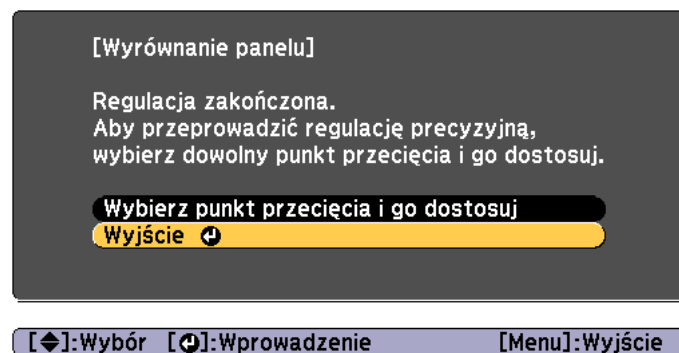 [Wyrównanie panelu]
Regulacja zakończona.
Aby przeprowadzić regulację precyzyjną,
wybierz dowolny punkt przecięcia i go dostosuj.
Wybierz punkt przecięcia i go dostosuj
Wyjście
[◆]:Wybór [↵]:Wprowadzenie [Menu]:Wyjście